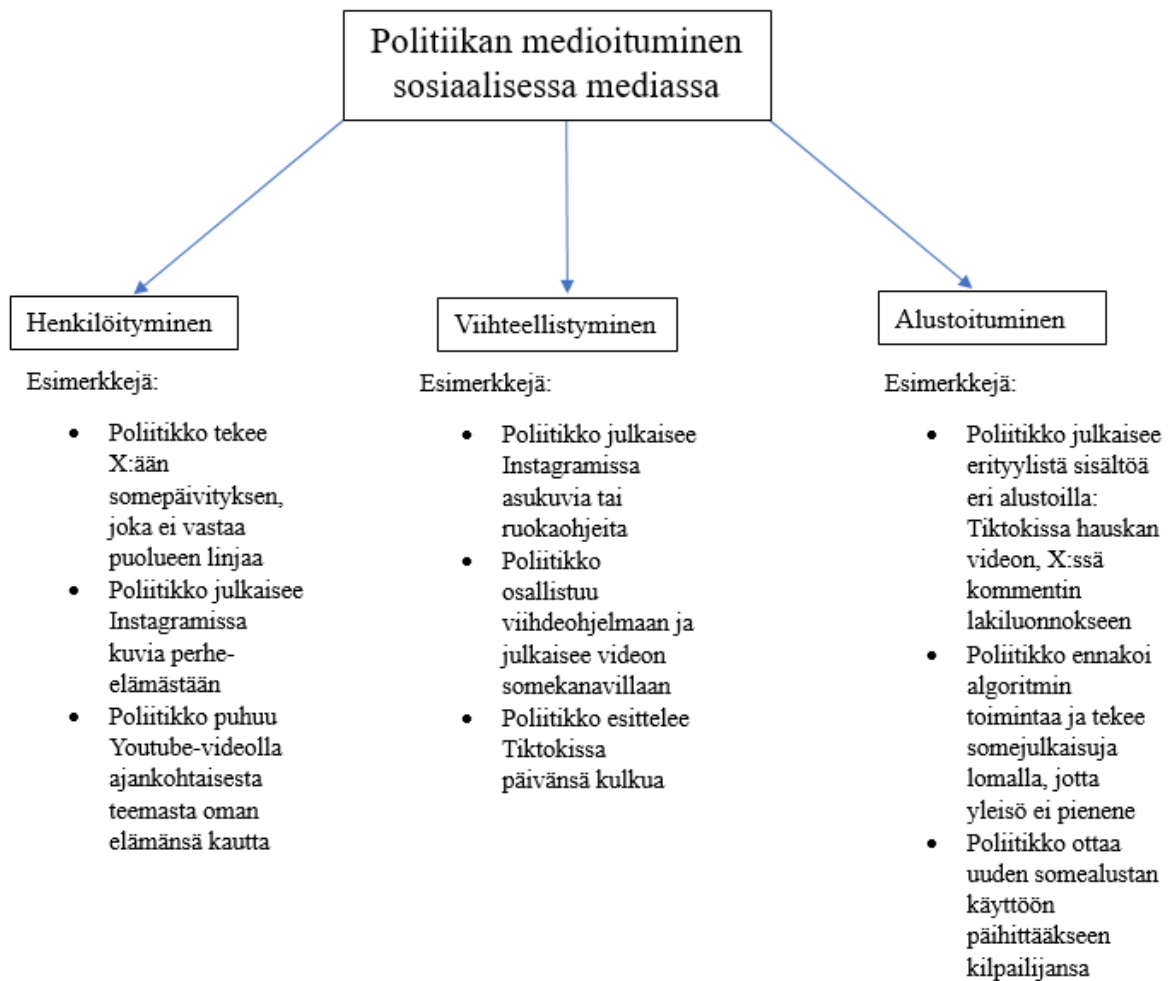 Politiikan medioituminen
sosiaalisessa mediassa
Henkilöityminen
Esimerkkejä:
• Poliitikko tekee
X:ään
somepäivityksen,
joka ei vastaa
puolueen linjaa
• Poliitikko julkaisee
Instagramissa
kuvia perhe-
elämästään
• Poliitikko puhuu
Youtube-videolla
ajankohtaisesta
teemasta oman
elämänsä kautta
Viihteellistyminen
Esimerkkejä:
• Poliitikko julkaisee
Instagramissa
asukuvia tai
ruokaohjeita
• Poliitikko
osallistuu
viihdeohjelmaan ja
julkaisee videon
somekanavillaan
• Poliitikko esittelee
Tiktokissa
päivänsä kulkua
Alustoituminen
Esimerkkejä:
• Poliitikko julkaisee
erityylistä sisältöä
eri alustoilla:
Tiktokissa hauskan
videon, X:ssä
kommentin
lakiluonnokseen
• Poliitikko ennakoi
algoritmin
toimintaa ja tekee
somejulkaisuja
lomalla, jotta
yleisö ei pienene
• Poliitikko ottaa
uuden somealustan
käyttöön
päihittääkseen
kilpailijansa